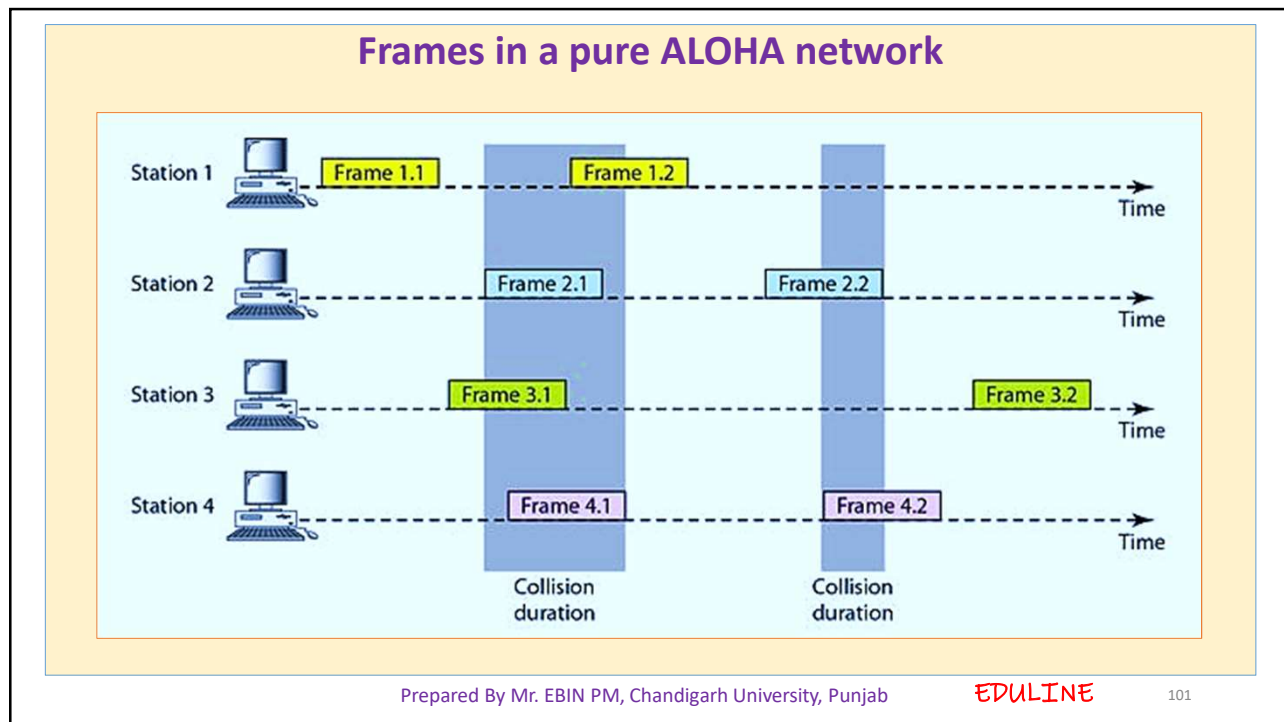 Frames in a pure ALOHA network
Station 1
Frame 1.1
Frame 1.2
Time
Station 2
Frame 2.1
Frame 2.2
Time
Station 3
Frame 3.1
Frame 3.2
Time
Station 4
Frame 4.1
Frame 4.2
Time
Collision
duration
Collision
duration
Prepared By Mr. EBIN PM, Chandigarh University, Punjab EDULINE 101